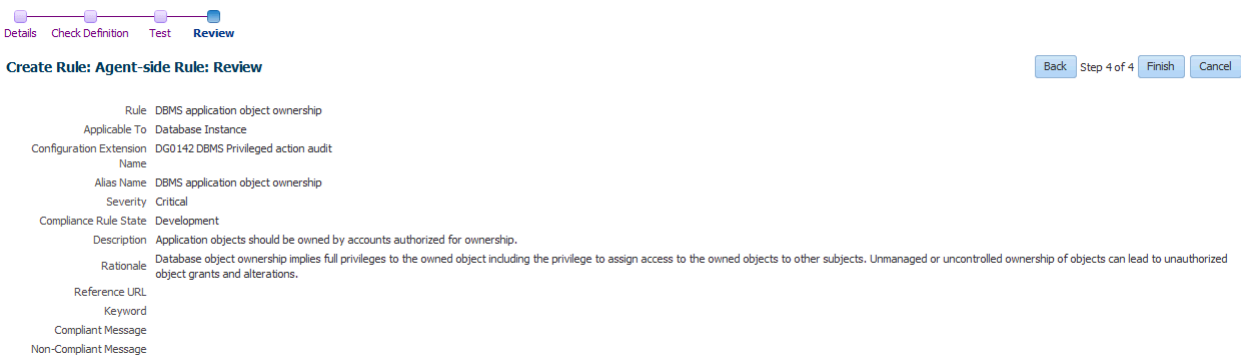 Details Check Definition Test Review
Create Rule: Agent-side Rule: Review
Back Step 4 of 4 Finish Cancel
Rule DBMS application object ownership
Applicable To Database Instance
Configuration Extension Name DG0142 DBMS Privileged action audit
Alias Name DBMS application object ownership
Severity Critical
Compliance Rule State Development
Description Application objects should be owned by accounts authorized for ownership.
Rationale Database object ownership implies full privileges to the owned object including the privilege to assign access to the owned objects to other subjects. Unmanaged or uncontrolled ownership of objects can lead to unauthorized
object grants and alterations.
Reference URL
Keyword
Compliant Message
Non-Compliant Message